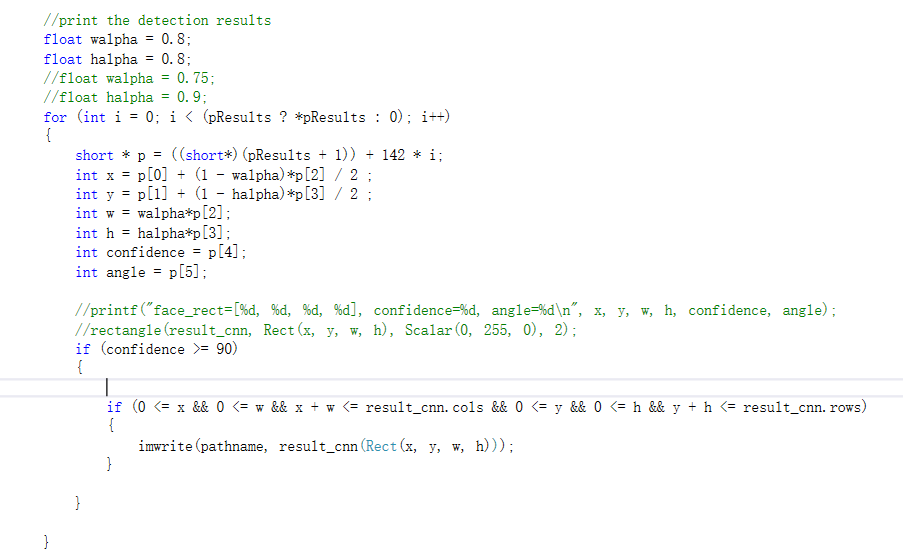 //print the detection results
float walpha = 0.8;
float halpha = 0.8;
//float walpha = 0.75;
//float halpha = 0.9;
for (int i = 0; i < (pResults ? *pResults : 0); i++)
{
short * p = ((short*)(pResults + 1)) + 142 * i;
int x = p[0] + (1 - walpha)*p[2] / 2 ;
int y = p[1] + (1 - halpha)*p[3] / 2 ;
int w = walpha*p[2];
int h = halpha*p[3];
int confidence = p[4];
int angle = p[5];
//printf("face_rect=[%d, %d, %d, %d], confidence=%d, angle=%d\n", x, y, w, h, confidence, angle);
//rectangle(result_cnn, Rect(x, y, w, h), Scalar(0, 255, 0), 2);
if (confidence >= 90)
{
if (0 <= x && 0 <= w && x + w <= result_cnn.cols && 0 <= y && 0 <= h && y + h <= result_cnn.rows)
{
imwrite(pathname, result_cnn(Rect(x, y, w, h)));
}
}
}